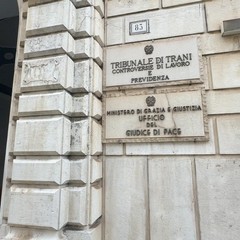 85
TRIBUNALE DI TRANI
CONTROVERSIE DI LAVORO
E
PREVIDENZA
MINISTERO DI GRAZIA E GIUSTIZIA
UFFICIO
DEL
GIUDICE DI PACE